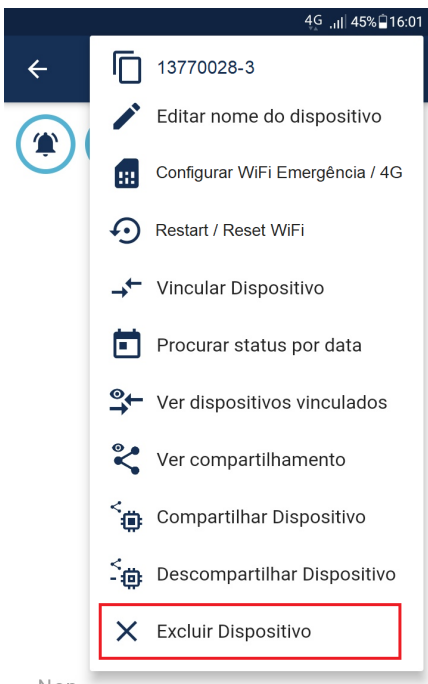 4G 45% 16:01
13770028-3
Editar nome do dispositivo
Configurar WiFi Emergência / 4G
Restart / Reset WiFi
Vincular Dispositivo
Procurar status por data
Ver dispositivos vinculados
Ver compartilhamento
Compartilhar Dispositivo
Descompartilhar Dispositivo
Excluir Dispositivo